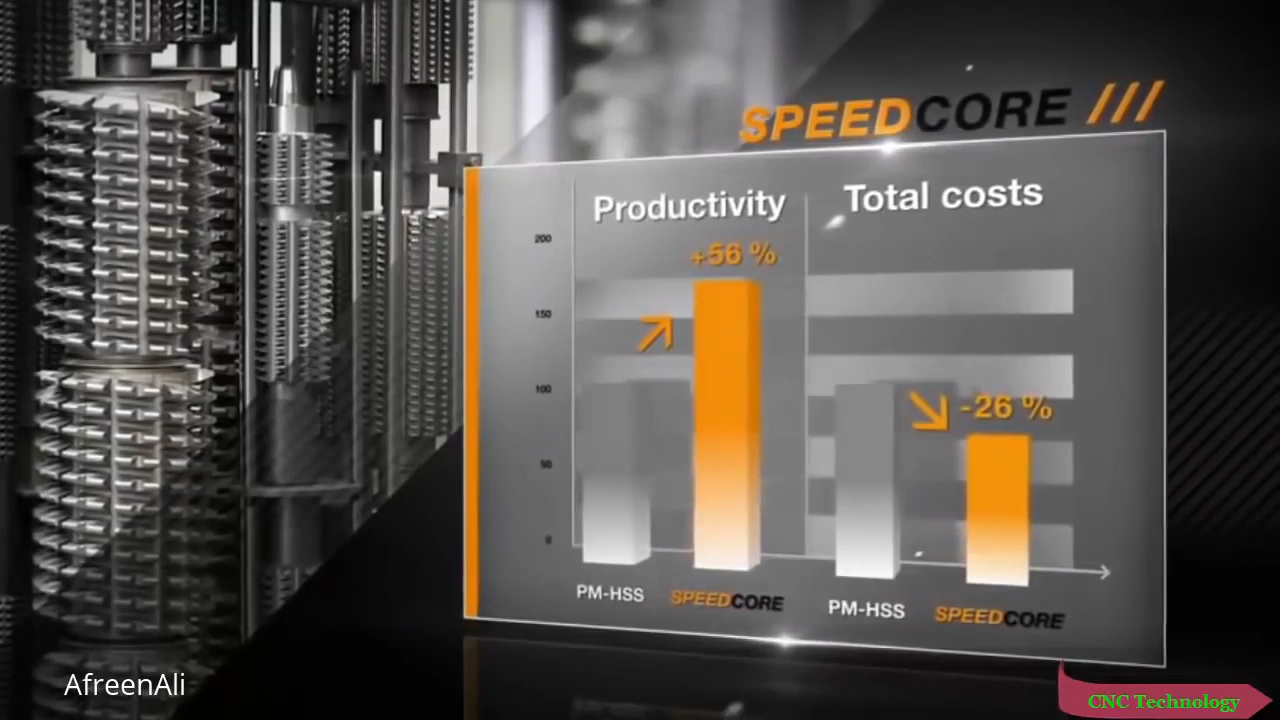 SPEEDCORE ///
Productivity
Total costs
+56 %
-26 %
200
150
100
50
0
PM-HSS
SPEEDCORE
PM-HSS
SPEEDCORE
AfreenAli
CNC Technology